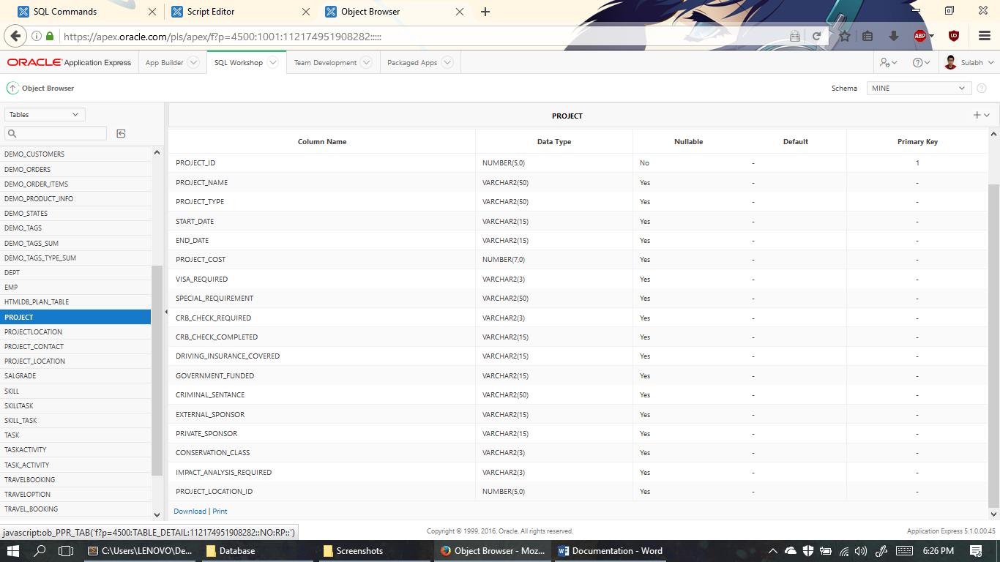 SQL Commands Script Editor Object Browser
https://apex.oracle.com/pls/apex/f?p=4500:1001:112174951908282:::::
ABP
ORACLE Application Express App Builder SQL Workshop Team Development Packaged Apps Sulabh
Object Browser Schema MINE
Tables
DEMO_CUSTOMERS
DEMO_ORDERS
DEMO_ORDER_ITEMS
DEMO_PRODUCT_INFO
DEMO_STATES
DEMO_TAGS
DEMO_TAGS_SUM
DEMO_TAGS_TYPE_SUM
DEPT
EMP
HTMLDB_PLAN_TABLE
PROJECT
PROJECTLOCATION
PROJECT_CONTACT
PROJECT_LOCATION
SALGRADE
SKILL
SKILLTASK
SKILL_TASK
TASK
TASKACTIVITY
TASK_ACTIVITY
TRAVELBOOKING
TRAVELOPTION
TRAVEL_BOOKING
PROJECT
Column Name Data Type Nullable Default Primary Key
PROJECT_ID NUMBER(5,0) No - 1
PROJECT_NAME VARCHAR2(50) Yes - -
PROJECT_TYPE VARCHAR2(50) Yes - -
START_DATE VARCHAR2(15) Yes - -
END_DATE VARCHAR2(15) Yes - -
PROJECT_COST NUMBER(7,0) Yes - -
VISA_REQUIRED VARCHAR2(3) Yes - -
SPECIAL_REQUIREMENT VARCHAR2(50) Yes - -
CRB_CHECK_REQUIRED VARCHAR2(3) Yes - -
CRB_CHECK_COMPLETED VARCHAR2(15) Yes - -
DRIVING_INSURANCE_COVERED VARCHAR2(15) Yes - -
GOVERNMENT_FUNDED VARCHAR2(15) Yes - -
CRIMINAL_SENTANCE VARCHAR2(50) Yes - -
EXTERNAL_SPONSOR VARCHAR2(15) Yes - -
PRIVATE_SPONSOR VARCHAR2(15) Yes - -
CONSERVATION_CLASS VARCHAR2(3) Yes - -
IMPACT_ANALYSIS_REQUIRED VARCHAR2(3) Yes - -
PROJECT_LOCATION_ID NUMBER(5,0) Yes - -
Download | Print
javascript:ob_PPR_TAB('f?p=4500:TABLE_DETAIL:112174951908282::NO:RP::') Copyright © 1999, 2016, Oracle. All rights reserved. Application Express 5.1.0.00.45
C:\Users\LENOVO\De... Database Screenshots Object Browser - Moz... Documentation - Word 6:26 PM